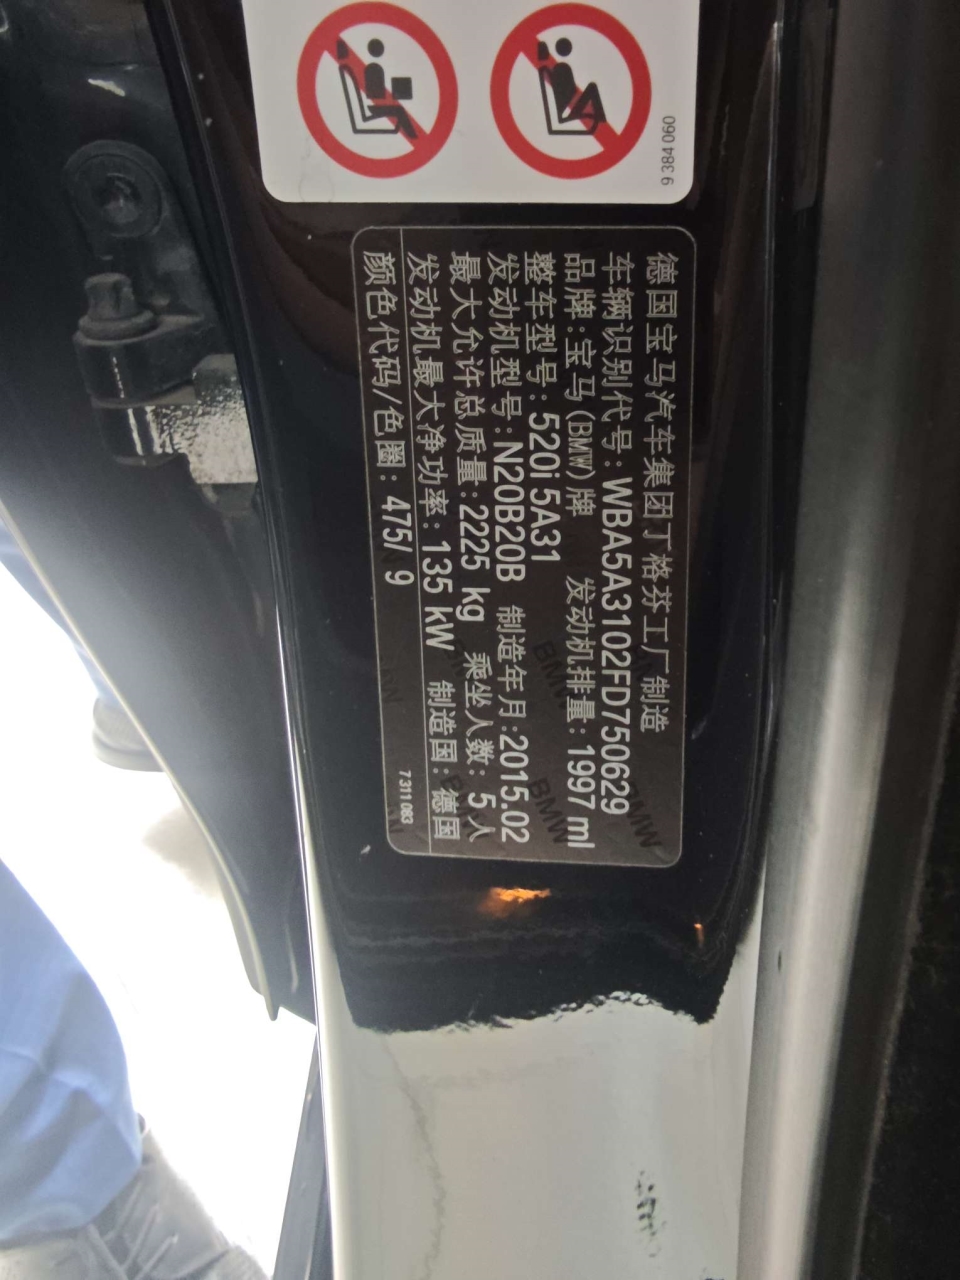 9 384 060
德国宝马汽车集团丁格芬工厂制造
车辆识别代号：WBA5A3102FD750629
品牌：宝马(BMW)牌 发动机排量：1997 ml
整车型号：520i 5A31
发动机型号：N20B20B 制造年月：2015.02
最大允许总质量：2225 kg 乘坐人数：5人
发动机最大净功率：135 kW 制造国：德国
颜色代码/色圈：475/ 9
7 311 063
BMW
BMW
BMW
BMW